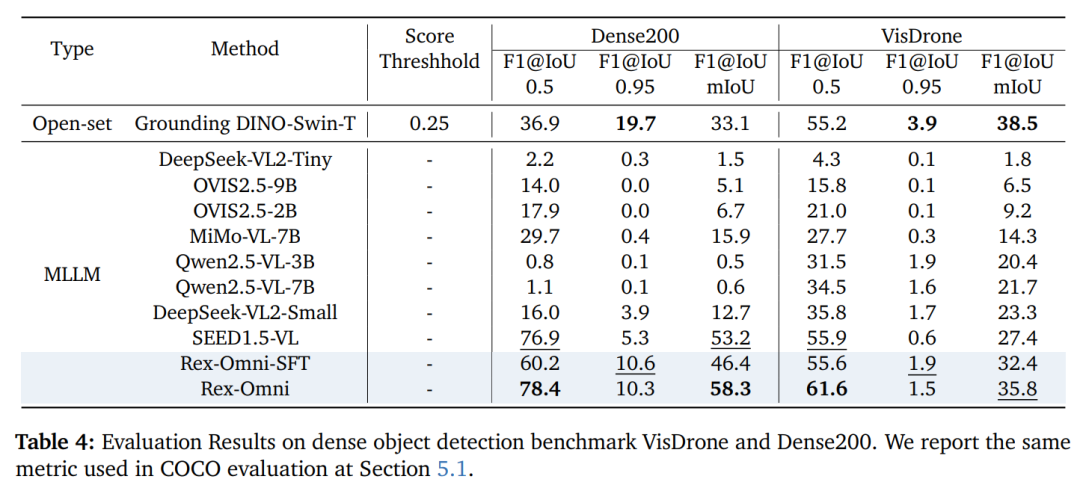 Type Method Score Threshhold Dense200 VisDrone
F1@IoU 0.5 F1@IoU 0.95 F1@IoU mIoU F1@IoU 0.5 F1@IoU 0.95 F1@IoU mIoU
Open-set Grounding DINO-Swin-T 0.25 36.9 19.7 33.1 55.2 3.9 38.5
MLLM
DeepSeek-VL2-Tiny - 2.2 0.3 1.5 4.3 0.1 1.8
OVIS2.5-9B - 14.0 0.0 5.1 15.8 0.1 6.5
OVIS2.5-2B - 17.9 0.0 6.7 21.0 0.1 9.2
MiMo-VL-7B - 29.7 0.4 15.9 27.7 0.3 14.3
Qwen2.5-VL-3B - 0.8 0.1 0.5 31.5 1.9 20.4
Qwen2.5-VL-7B - 1.1 0.1 0.6 34.5 1.6 21.7
DeepSeek-VL2-Small - 16.0 3.9 12.7 35.8 1.7 23.3
SEED1.5-VL - 76.9 5.3 53.2 55.9 0.6 27.4
Rex-Omni-SFT - 60.2 10.6 46.4 55.6 1.9 32.4
Rex-Omni - 78.4 10.3 58.3 61.6 1.5 35.8
Table 4: Evaluation Results on dense object detection benchmark VisDrone and Dense200. We report the same
metric used in COCO evaluation at Section 5.1.